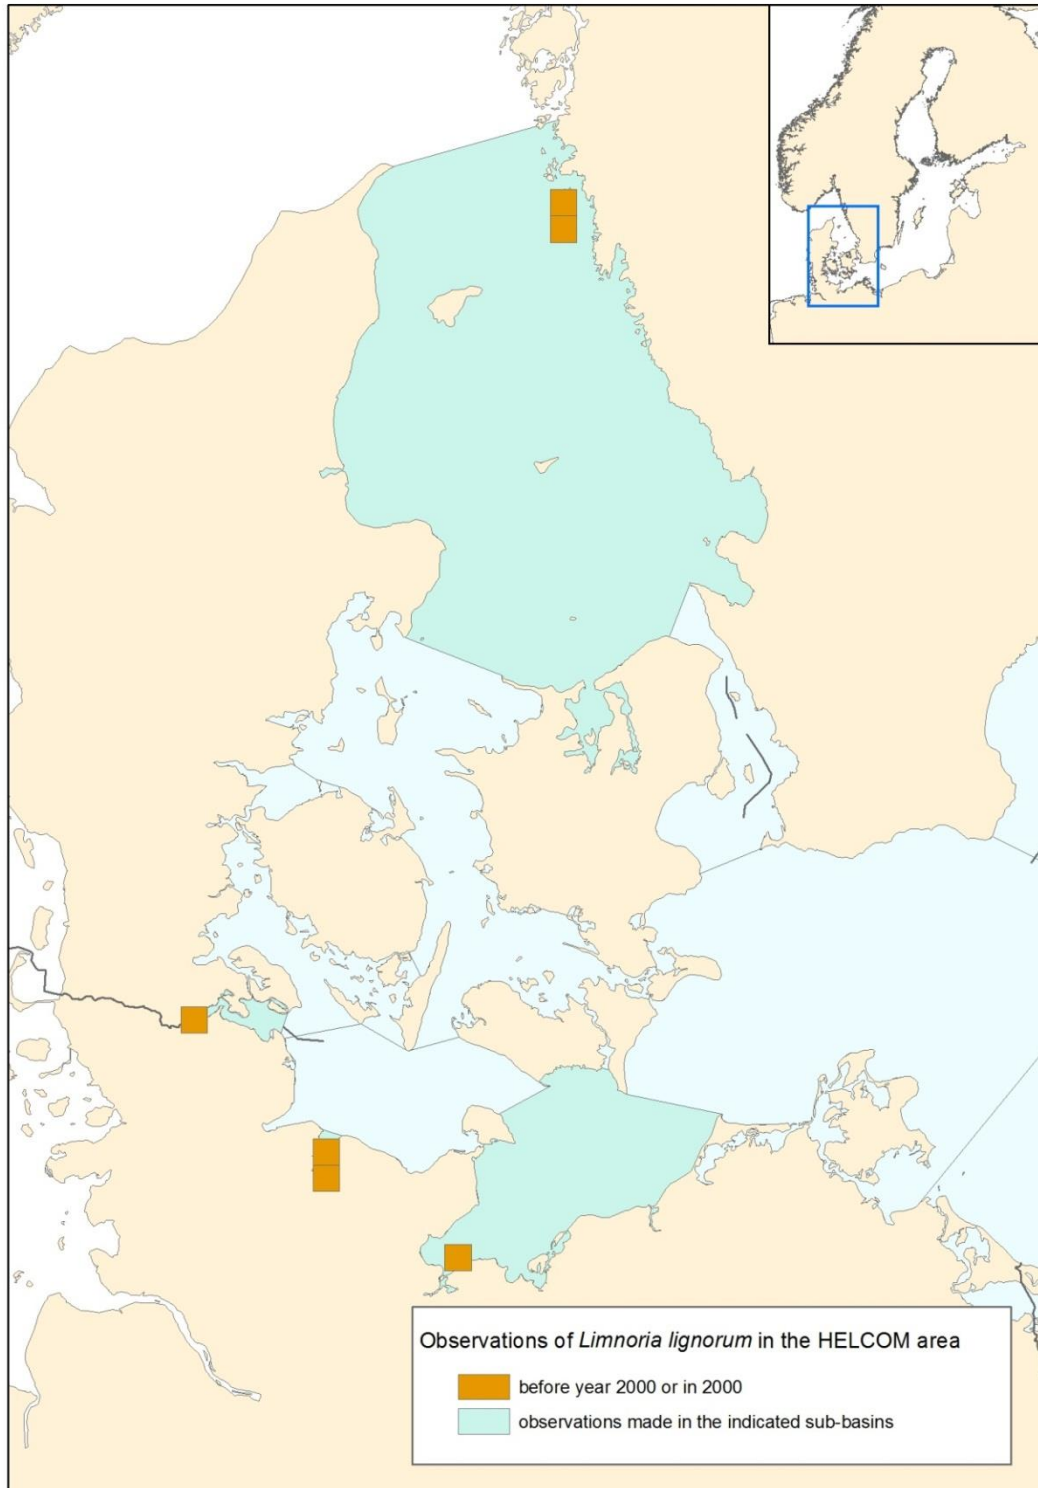 Observations of Limnoria lignorum in the HELCOM area
before year 2000 or in 2000
observations made in the indicated sub-basins